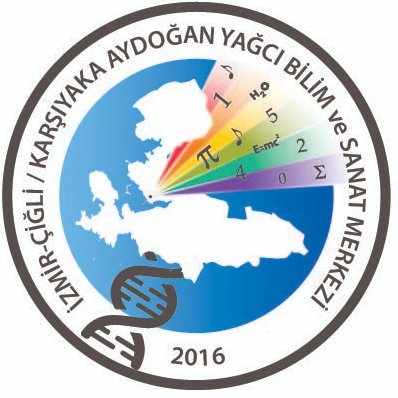 İZMİR-ÇİĞLİ / KARŞIYAKA AYDOĞAN YAĞCI BİLİM ve SANAT MERKEZİ
♪ H₂O
1 5
♪ E=mc² 2
π 4 0 Σ
2016